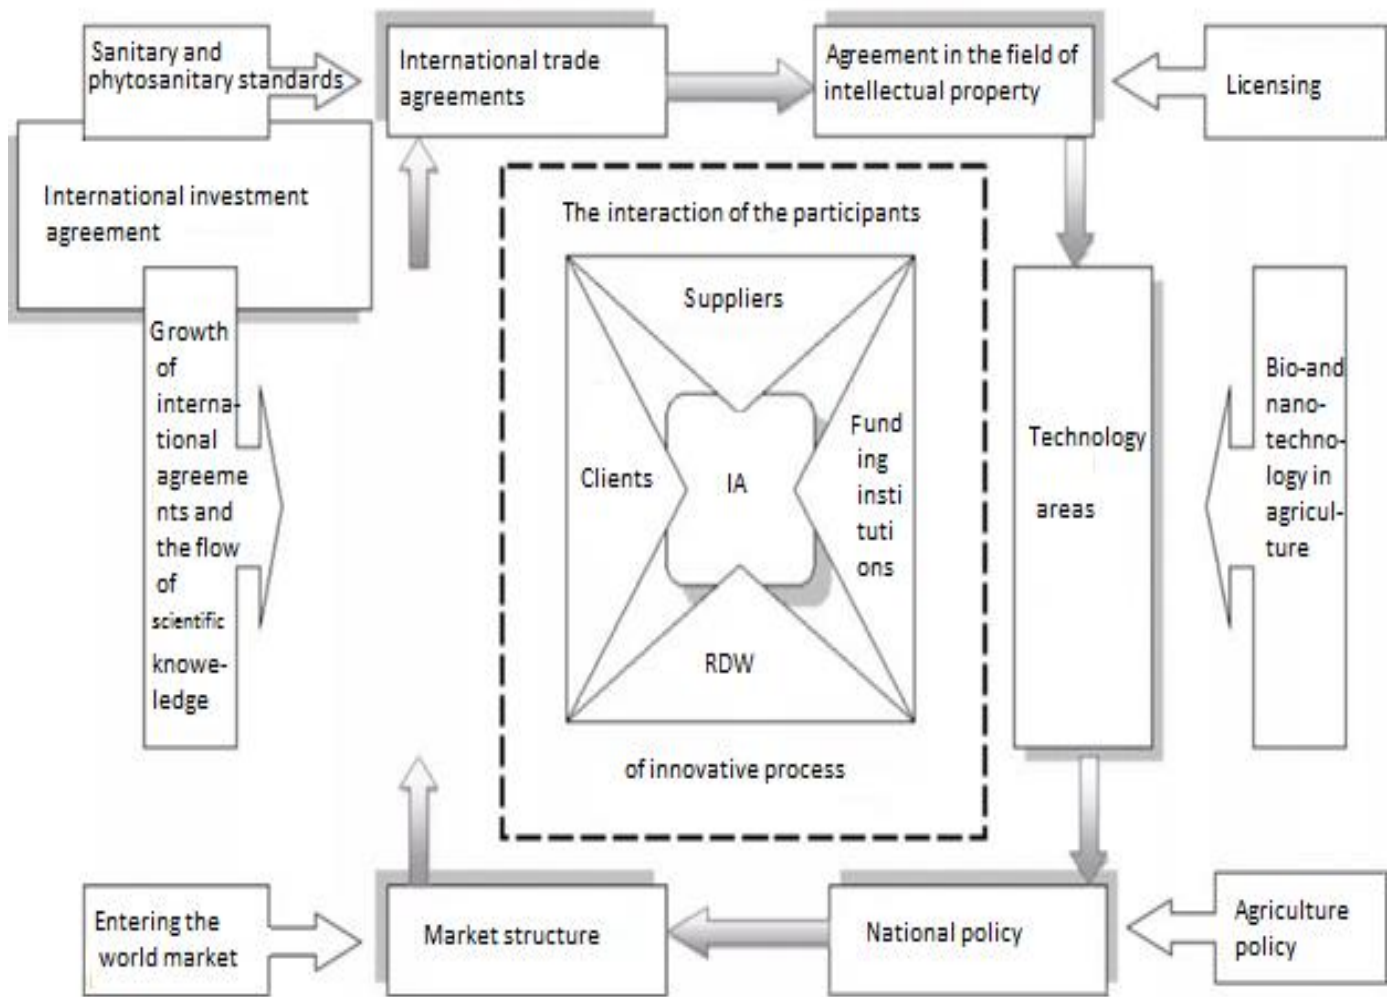 Sanitary and
phytosanitary standards
International trade
agreements
Agreement in the field of
intellectual property
Licensing
International investment
agreement
The interaction of the participants
Suppliers
Growth
of
interna-
tional
agreeme
nts and
the flow
of
scientific
knowe-
ledge
Clients
IA
Fund
ing
insti
tuti
ons
RDW
of innovative process
Technology
areas
Bio-and
nano-
techno-
logy in
agricul-
ture
Entering the
world market
Market structure
National policy
Agriculture
policy